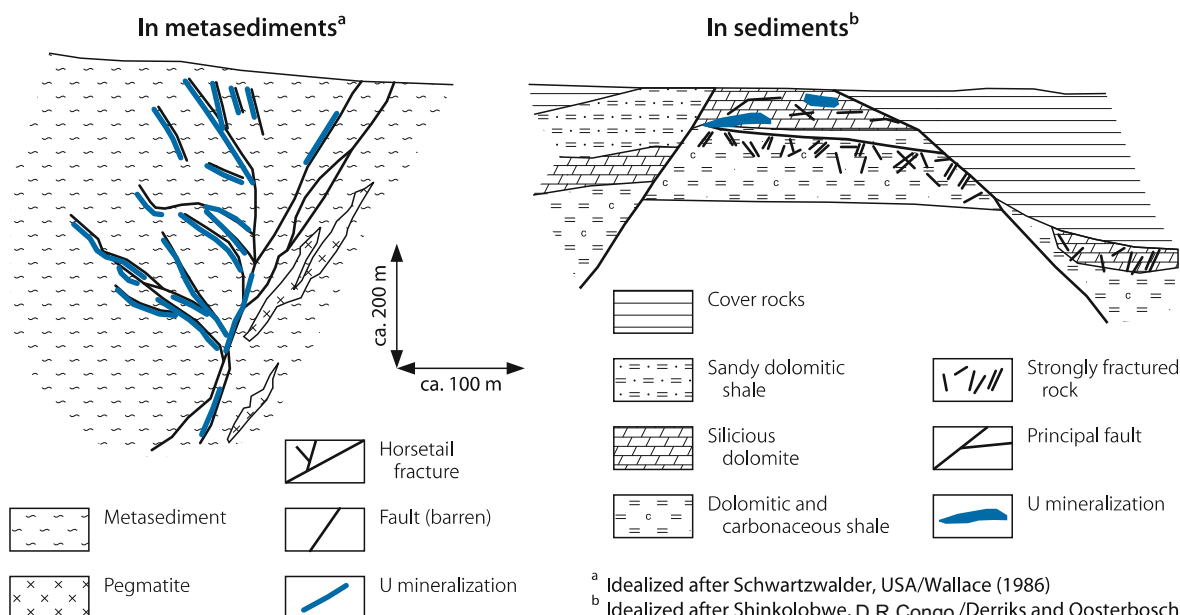 In metasedimentsᵃ
In sedimentsᵇ
ca. 200 m
ca. 100 m
c
c
c
c
c
c
c
c
c
Horsetail
fracture
Metasediment
Fault (barren)
Pegmatite
U mineralization
Cover rocks
Sandy dolomitic
shale
Strongly fractured
rock
Silicious
dolomite
Principal fault
c
c
Dolomitic and
carbonaceous shale
U mineralization
ᵃ Idealized after Schwartzwalder, USA/Wallace (1986)
ᵇ Idealized after Shinkolobwe, D.R.Congo /Derriks and Oosterbosch